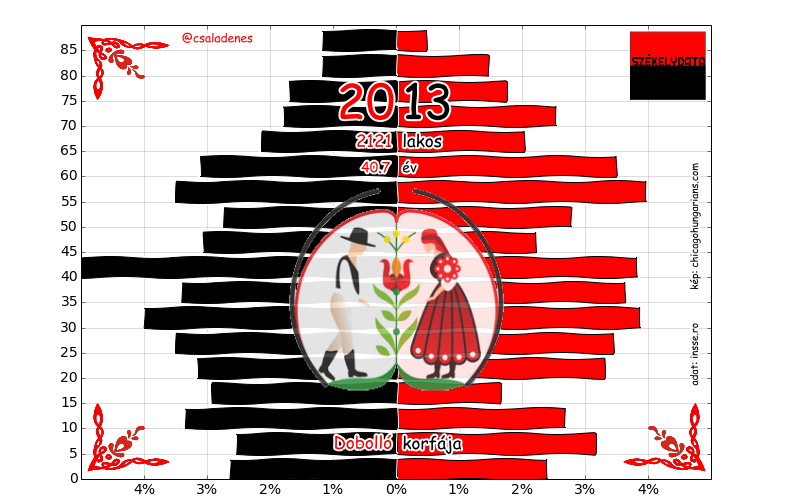 @csaladenes
SZÉKELYDATA
2013
2121 lakos
40.7 év
Dobolló korfája
kép: chicagohungarians.com
adat: insse.ro
85
80
75
70
65
60
55
50
45
40
35
30
25
20
15
10
5
0
4% 3% 2% 1% 0% 1% 2% 3% 4%